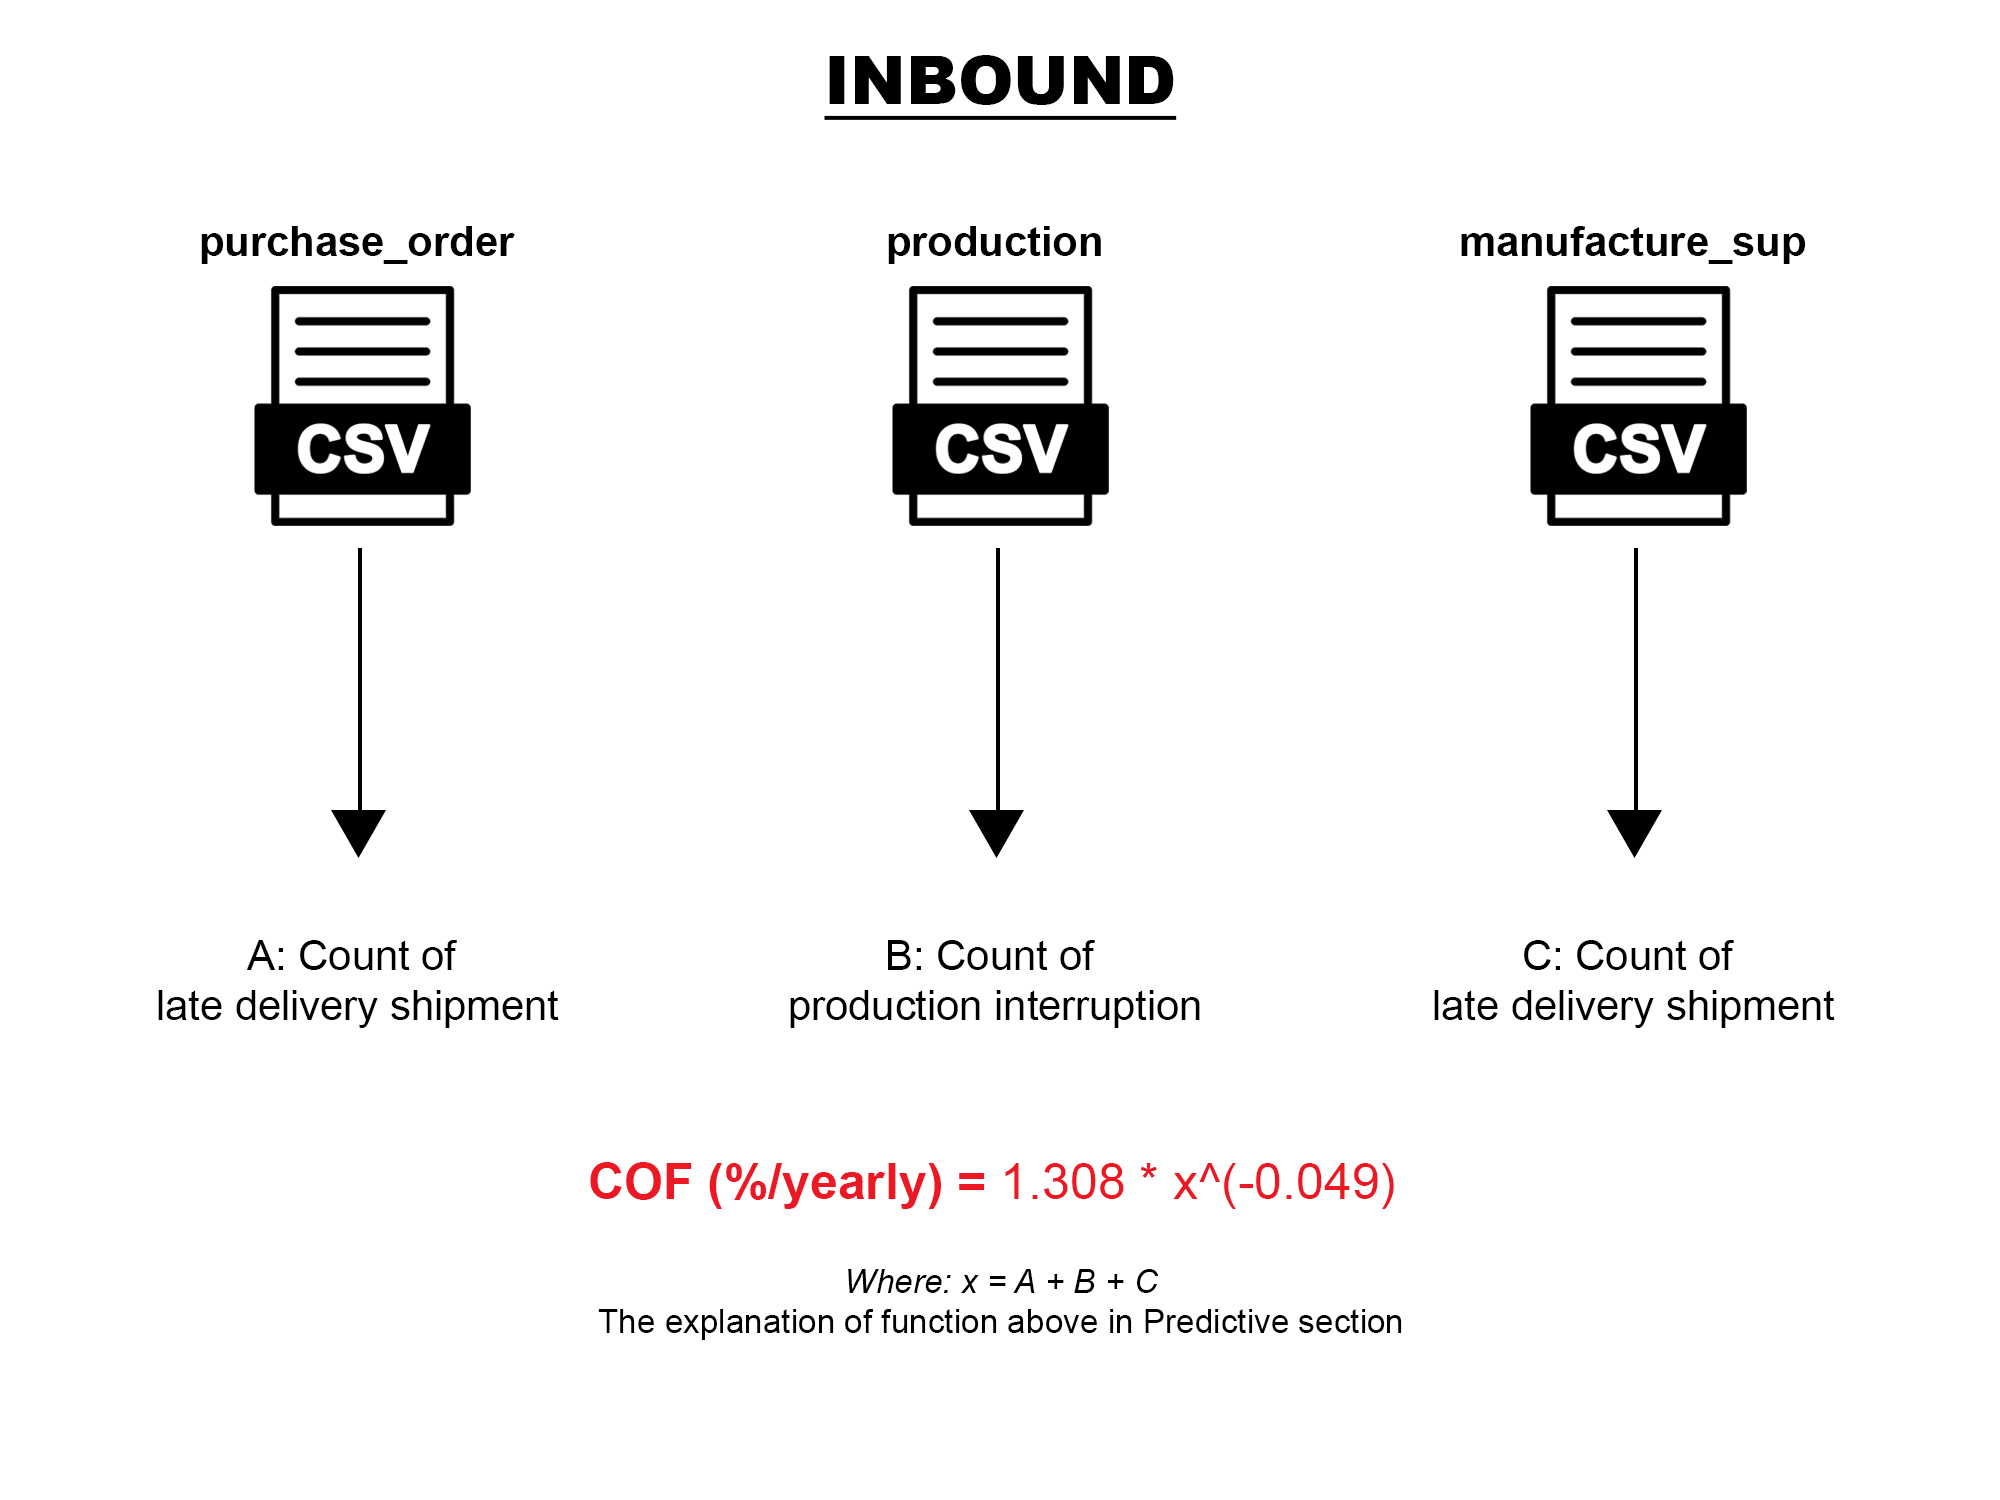 INBOUND
purchase_order
production
manufacture_sup
CSV
CSV
CSV
A: Count of
late delivery shipment
B: Count of
production interruption
C: Count of
late delivery shipment
COF (%/yearly) = 1.308 * x^(-0.049)
Where: x = A + B + C
The explanation of function above in Predictive section